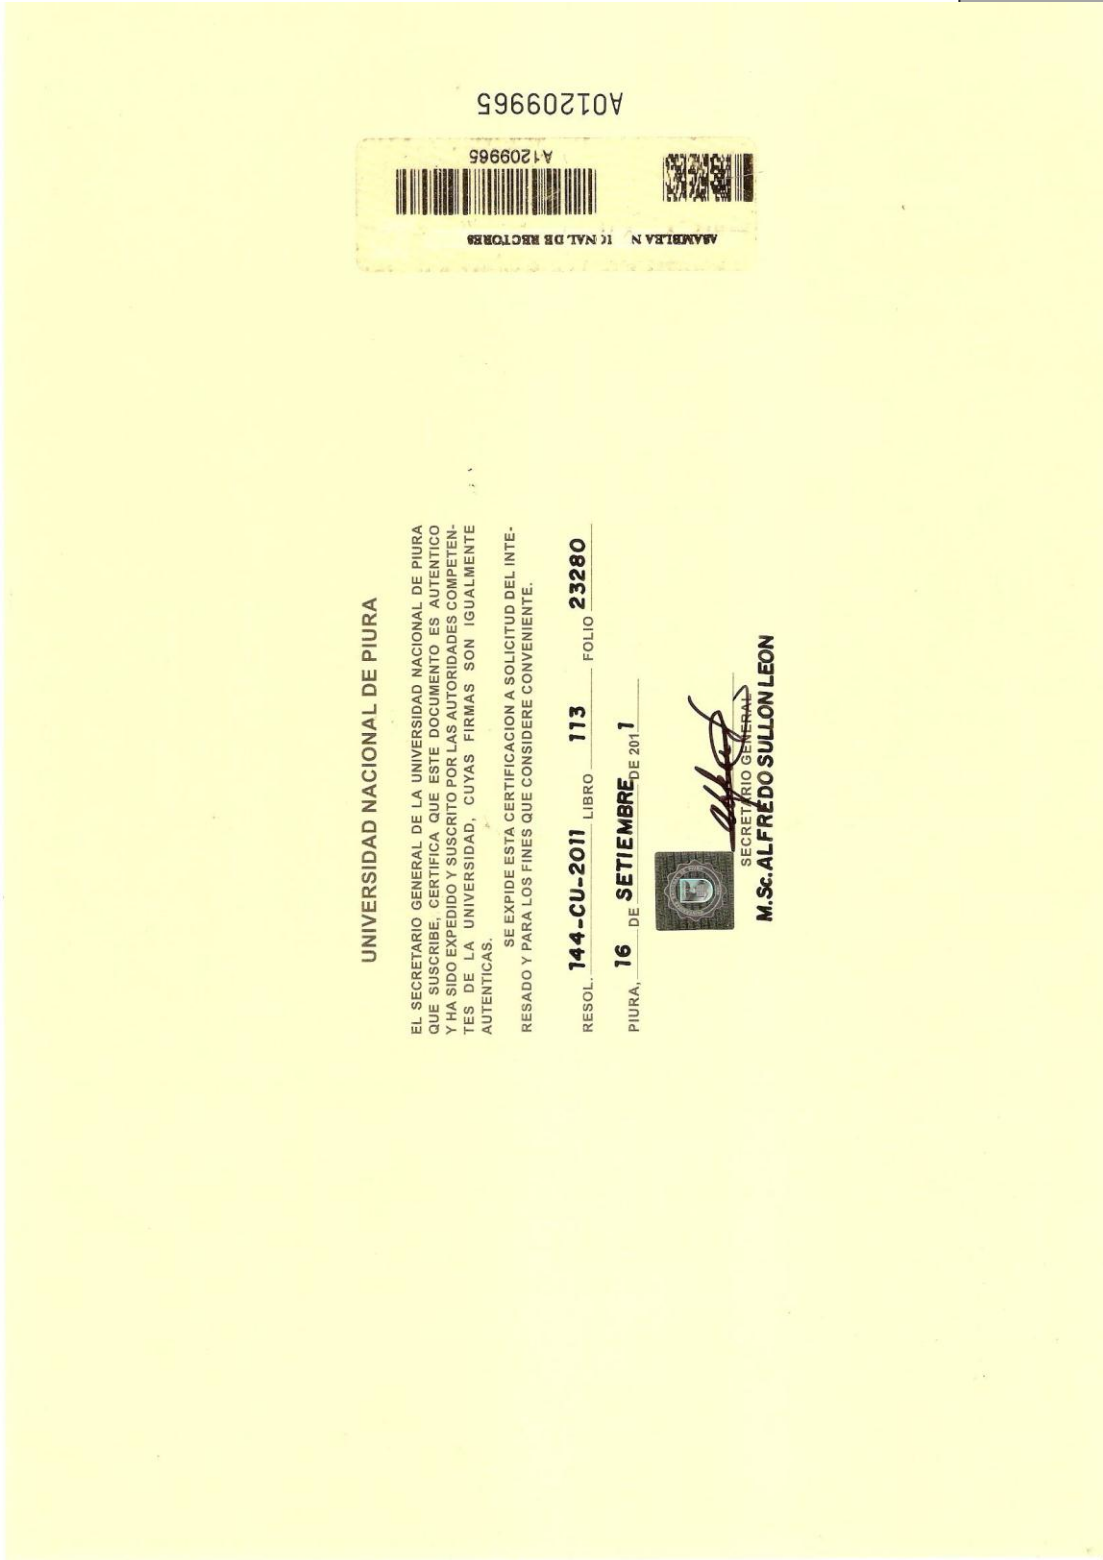 A01209965
A1209965
ASAMBLEA N IONAL DE RECTORES
UNIVERSIDAD NACIONAL DE PIURA
EL SECRETARIO GENERAL DE LA UNIVERSIDAD NACIONAL DE PIURA
QUE SUSCRIBE, CERTIFICA QUE ESTE DOCUMENTO ES AUTENTICO
Y HA SIDO EXPEDIDO Y SUSCRITO POR LAS AUTORIDADES COMPETEN-
TES DE LA UNIVERSIDAD, CUYAS FIRMAS SON IGUALMENTE
AUTENTICAS.
SE EXPIDE ESTA CERTIFICACION A SOLICITUD DEL INTE-
RESADO Y PARA LOS FINES QUE CONSIDERE CONVENIENTE.
RESOL. 144-CU-2011 LIBRO 113 FOLIO 23280
PIURA, 16 DE SETIEMBRE DE 2011
SECRETARIO GENERAL
M.Sc. ALFREDO SULLON LEON